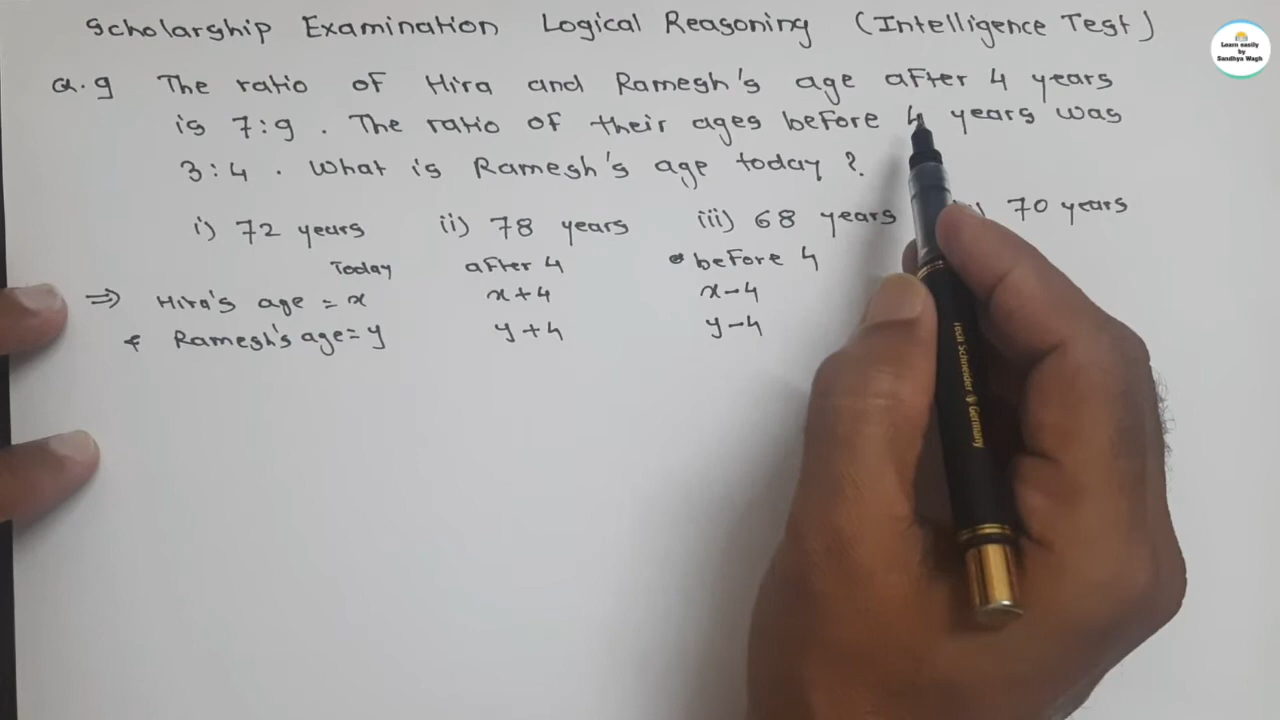 Scholarship Examination Logical Reasoning (Intelligence Test)
Learn easily
by
Sandhya Wagh
Q.9 The ratio of Hira and Ramesh's age after 4 years
is 7:9. The ratio of their ages before 4 years was
3:4. What is Ramesh's age today?
i) 72 years ii) 78 years iii) 68 years 70 years
Today after 4 before 4
⇒ Hira's age = x x+4 x-4
& Ramesh's age = y y+4 y-4
Schneider Germany